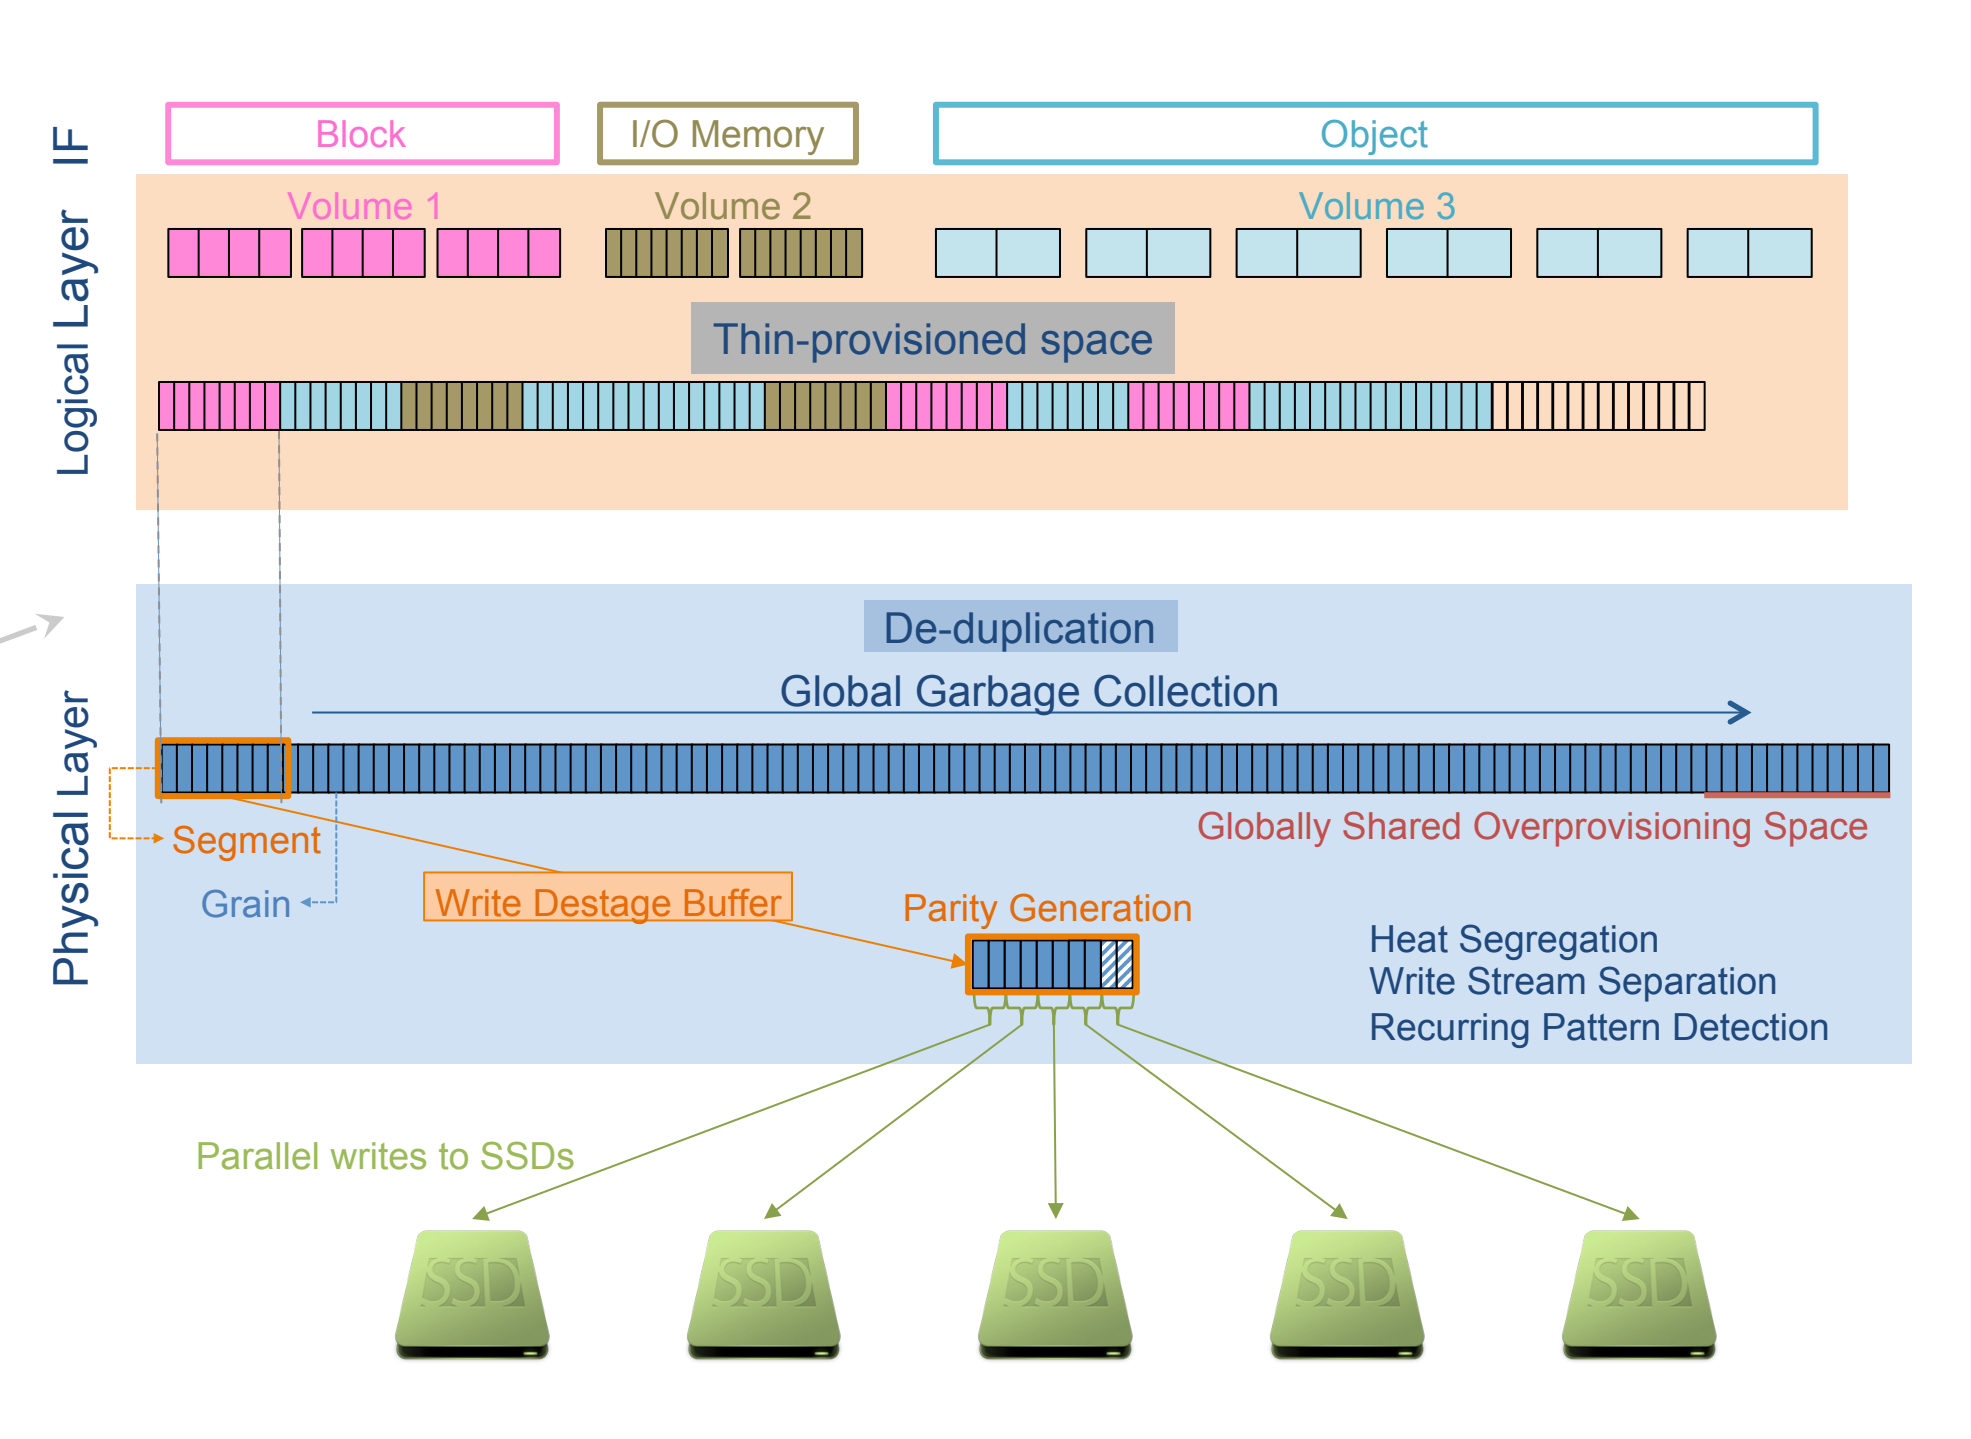 IF
Block
I/O Memory
Object
Logical Layer
Volume 1
Volume 2
Volume 3
Thin-provisioned space
Physical Layer
De-duplication
Global Garbage Collection
Segment
Globally Shared Overprovisioning Space
Grain
Write Destage Buffer
Parity Generation
Heat Segregation
Write Stream Separation
Recurring Pattern Detection
Parallel writes to SSDs
SSD
SSD
SSD
SSD
SSD